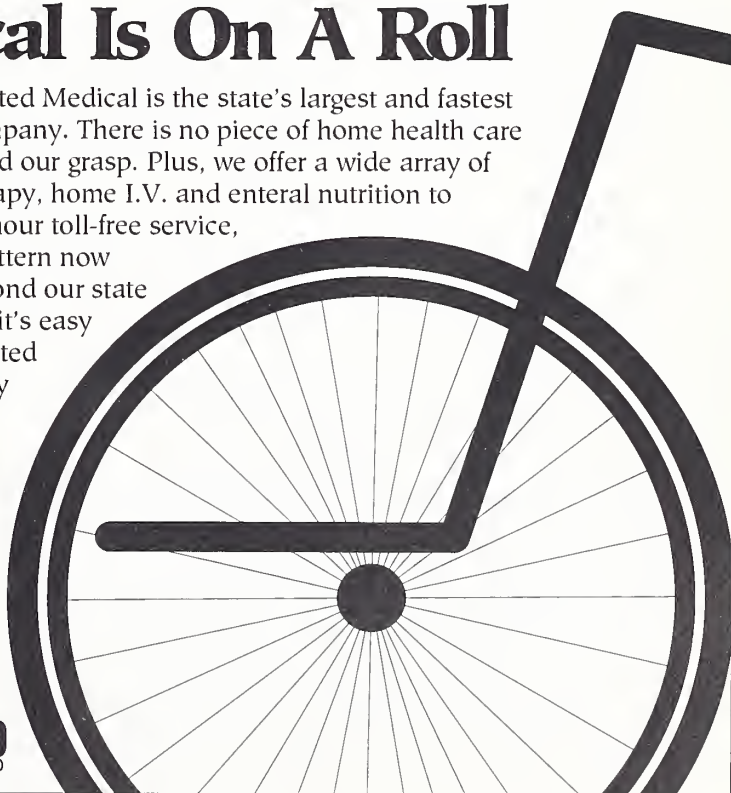 cal Is On A Roll
ted Medical is the state's largest and fastest
pany. There is no piece of home health care
d our grasp. Plus, we offer a wide array of
apy, home I.V. and enteral nutrition to
hour toll-free service,
ttern now
ond our state
it's easy
ted
y